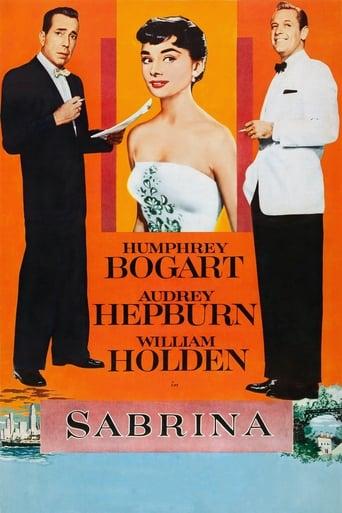 HUMPHREY
BOGART
AUDREY
HEPBURN
WILLIAM
HOLDEN
in
SABRINA